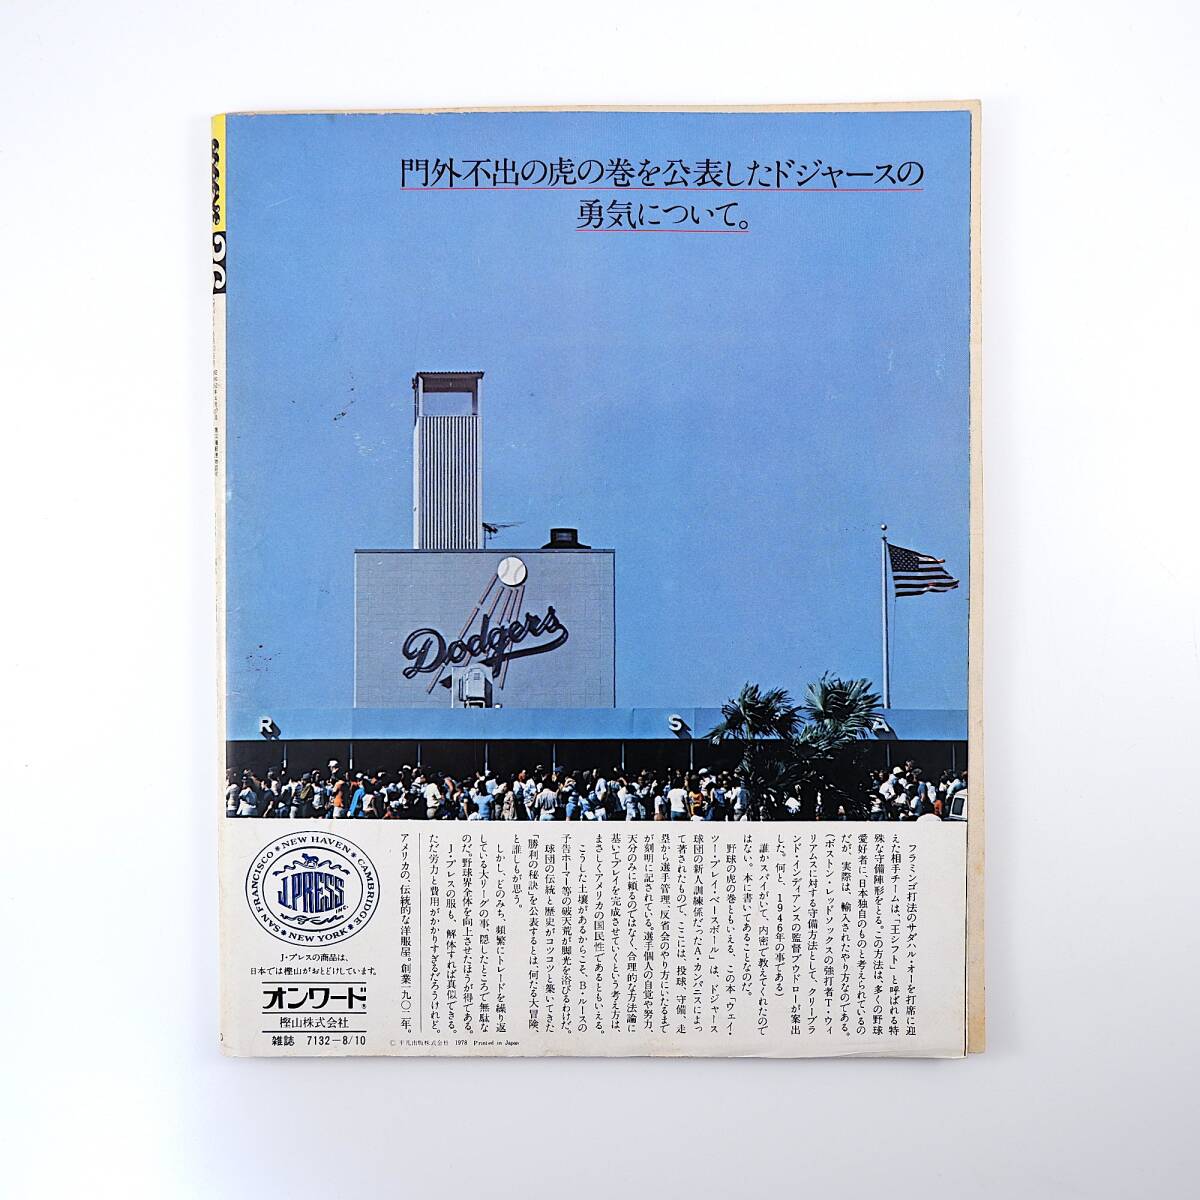 門外不出の虎の巻を公表したドジャースの
勇気について。
Dodgers
R
S
A
フラミンゴ打法のサダハル・オーを打席に迎
えた相手チームは、「王シフト」と呼ばれる特
殊な守備陣形をとる。この方法は、多くの野球
愛好者に、日本独自のものと考えられているの
だが、実際は、輸入されたやり方なのである。
(ボストン・レッドソックスの強打者T・ウィ
リアムスに対する守備方法として、クリーブラ
ンド・インディアンスの監督ブウドローが案出
した。何と、1946年の事である)
誰かスパイがいて、内密で教えてくれたので
はない。本に書いてあることなのだ。
野球の虎の巻ともいえる、この本「ウェイ・
ツー・プレイ・ベースボール」は、ドジャース
球団の新人訓練係だったA・カンパニスによっ
て著されたもので、ここには、投球、守備、走
塁から選手管理、反省会のやり方にいたるまで
が刻明に記されている。選手個人の自覚や努力、
天分のみに頼るのではなく、合理的な方法論に
基いてプレイを完成させていくという考え方は、
まさしくアメリカの国民性であるともいえる。
こうした土壌があるからこそ、B・ルースの
予告ホーマー等の破天荒が脚光を浴びるわけだ。
球団の伝統と歴史がコツコツと築いてきた
「勝利の秘訣」を公表するとは「何たる大冒険、
と誰しもが思う。
しかし、どのみち、頻繁にトレードを繰り返
している大リーグの事、隠したところで無駄な
のだ。野球界全体を向上させたほうが得である。
J・プレスの服も、解体すれば真似できる。
ただ労力と費用がかかりすぎるだろうけれど。
アメリカの、伝統的な洋服屋。創業一九〇二年。
NEW HAVEN
CAMBRIDGE
NEW YORK
SAN FRANCISCO
J. PRESS
INC.
J・プレスの商品は、
日本では樫山がおとどけしています。
オンワード
樫山株式会社
雑誌 7132-8/10
© 平凡出版株式会社 1978 Printed in Japan